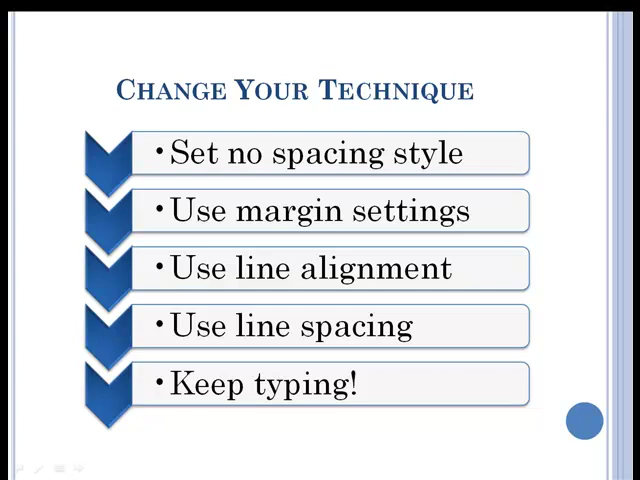 Change Your Technique
• Set no spacing style
• Use margin settings
• Use line alignment
• Use line spacing
• Keep typing!